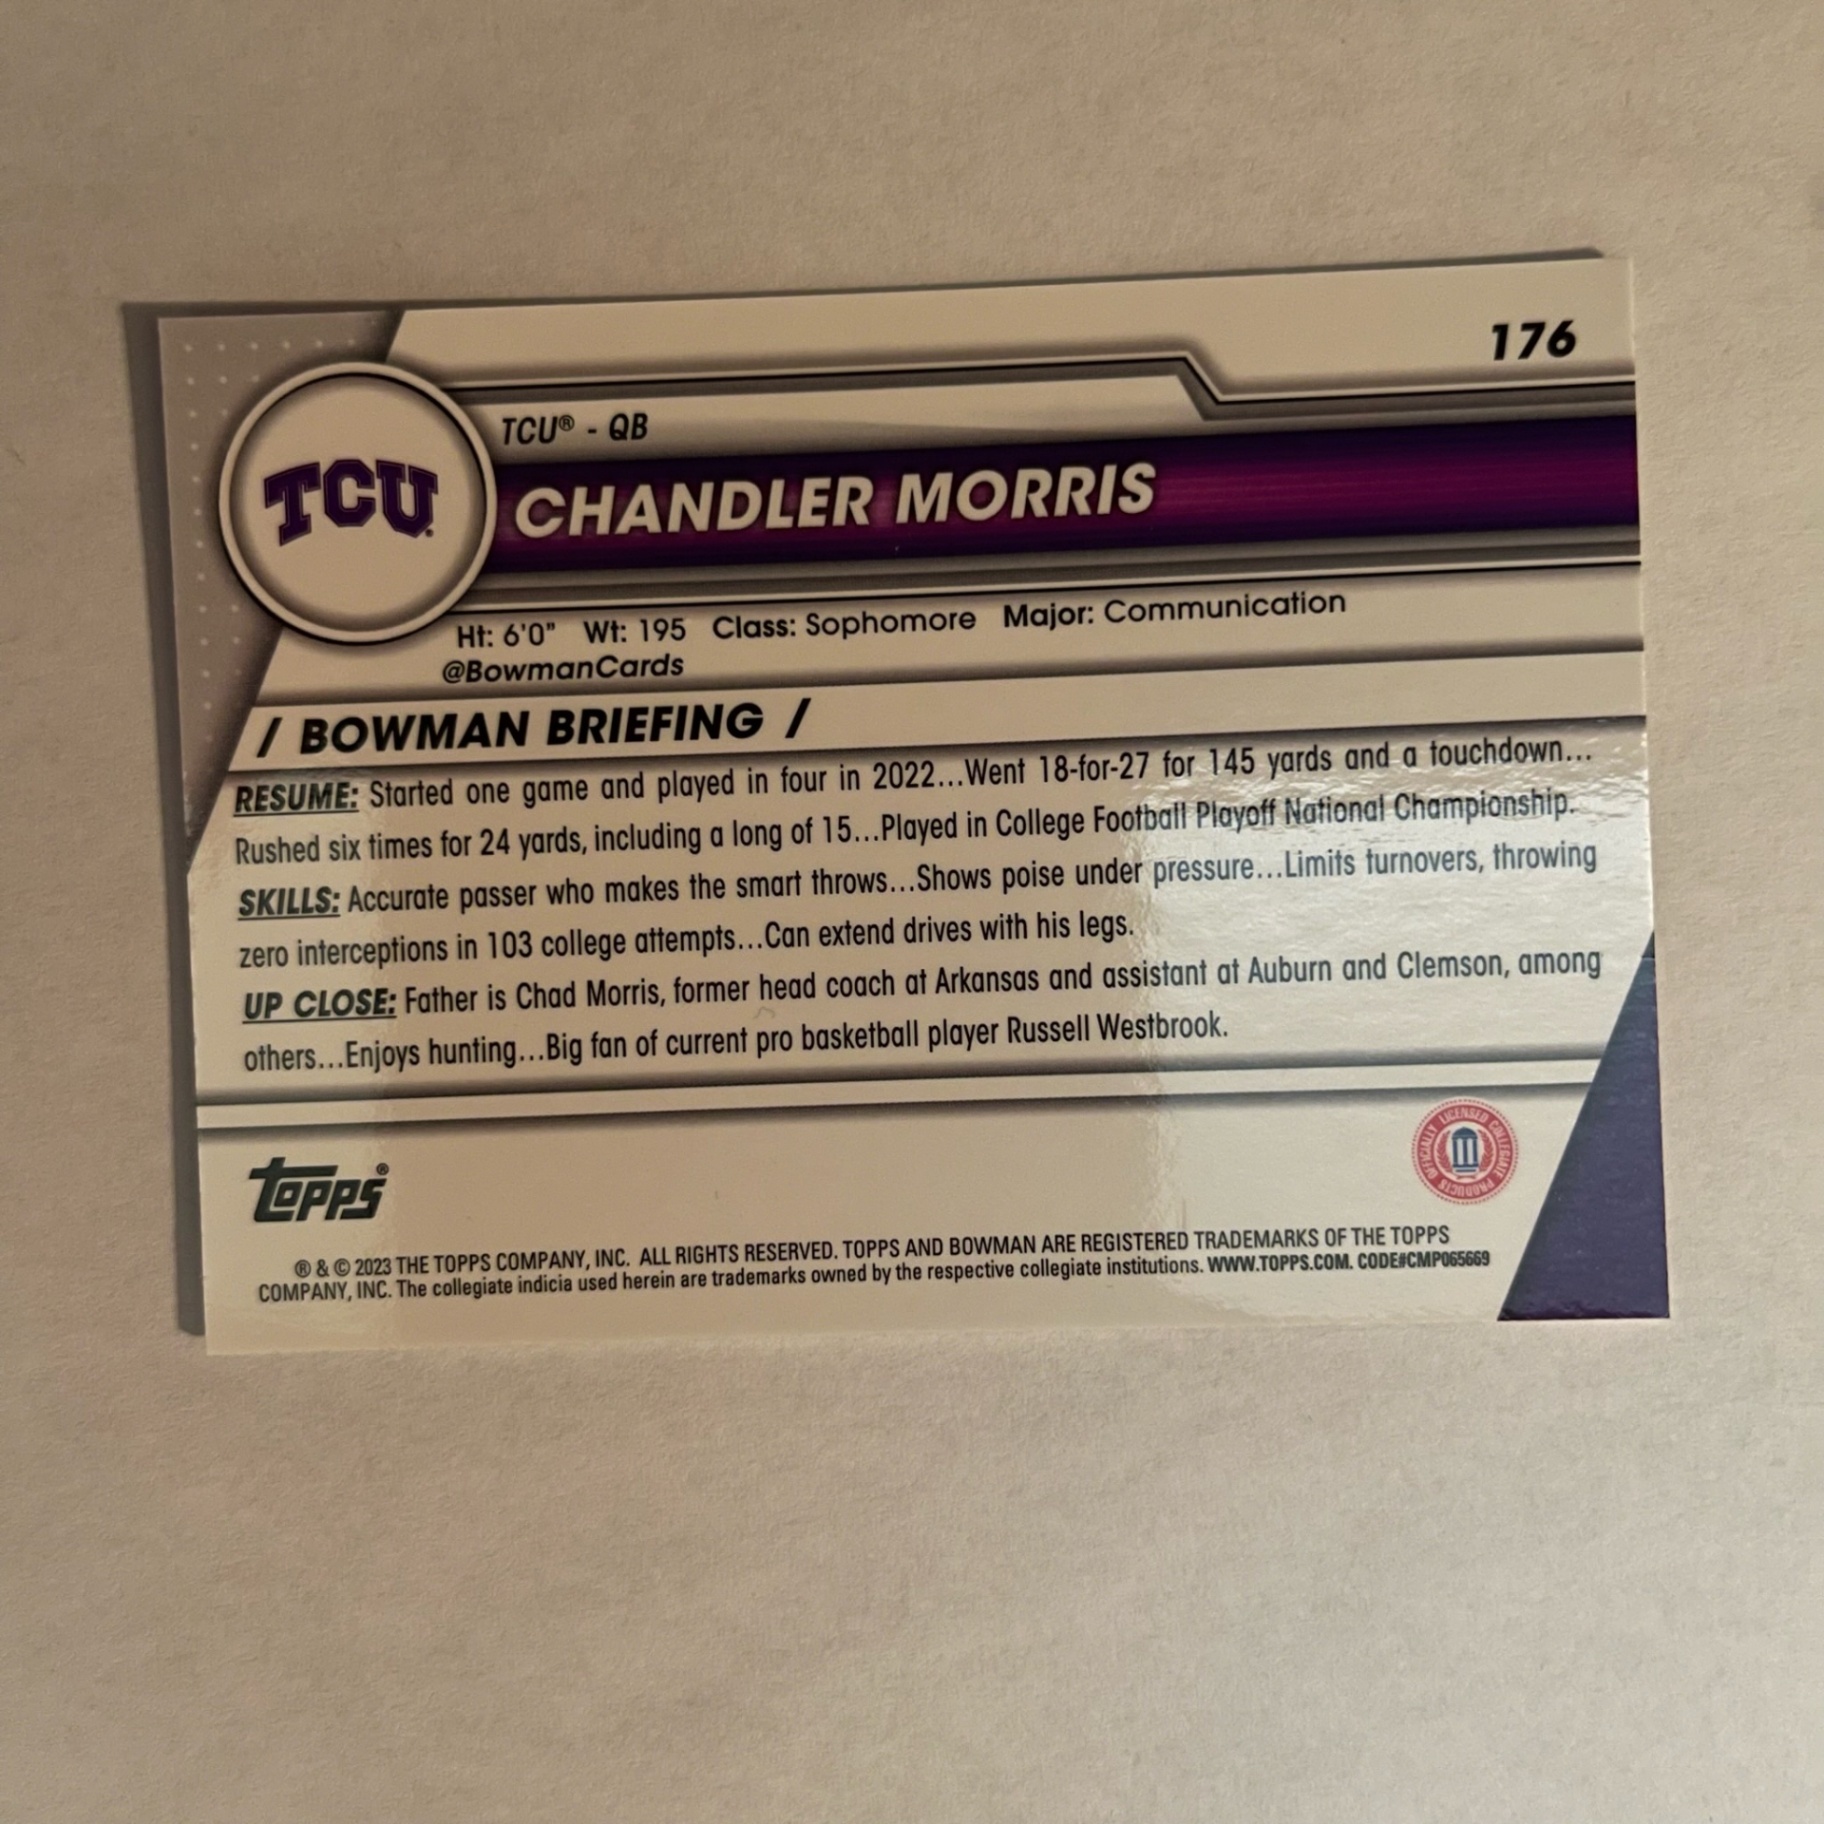 176
TCU® - QB
TCU
CHANDLER MORRIS
Ht: 6'0" Wt: 195 Class: Sophomore Major: Communication
@BowmanCards
/ BOWMAN BRIEFING /
RESUME: Started one game and played in four in 2022...Went 18-for-27 for 145 yards and a touchdown...
Rushed six times for 24 yards, including a long of 15...Played in College Football Playoff National Championship.
SKILLS: Accurate passer who makes the smart throws...Shows poise under pressure...Limits turnovers, throwing
zero interceptions in 103 college attempts...Can extend drives with his legs.
UP CLOSE: Father is Chad Morris, former head coach at Arkansas and assistant at Auburn and Clemson, among
others...Enjoys hunting...Big fan of current pro basketball player Russell Westbrook.
topps®
OFFICIALLY LICENSED COLLEGIATE PRODUCTS
® & © 2023 THE TOPPS COMPANY, INC. ALL RIGHTS RESERVED. TOPPS AND BOWMAN ARE REGISTERED TRADEMARKS OF THE TOPPS
COMPANY, INC. The collegiate indicia used herein are trademarks owned by the respective collegiate institutions. WWW.TOPPS.COM. CODE#CMP065669